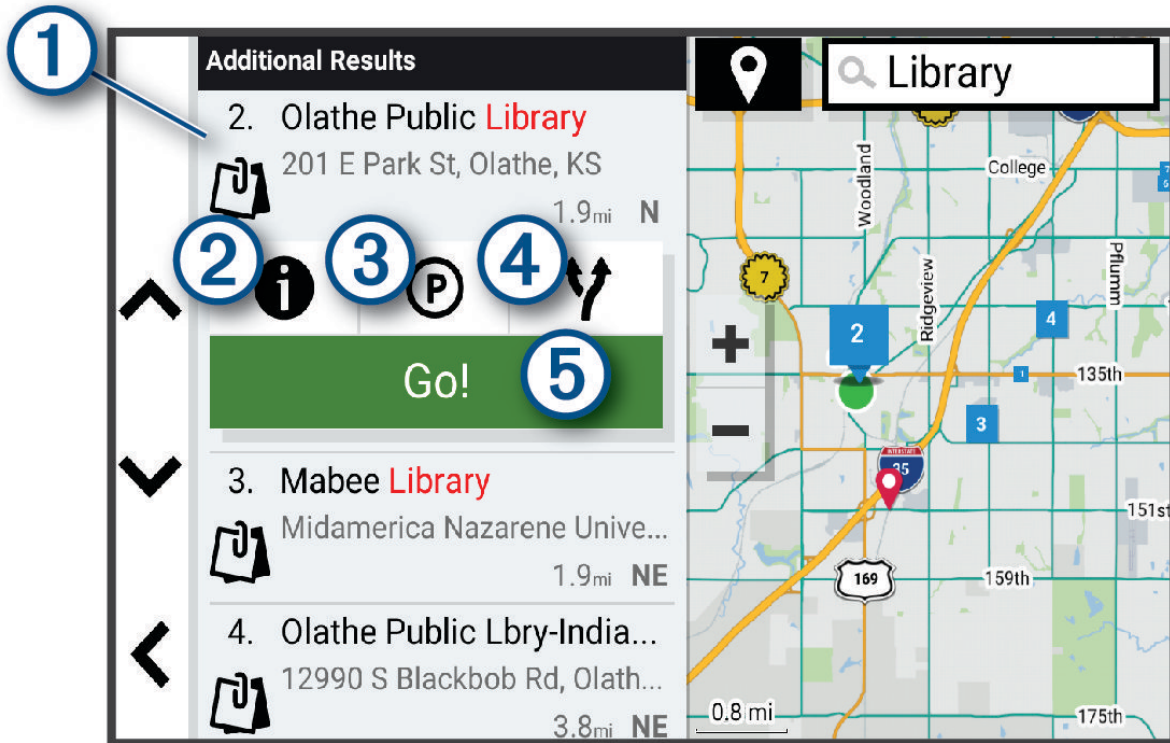 1
Additional Results
2. Olathe Public Library
201 E Park St, Olathe, KS
1.9mi N
2
3
P
4
Go!
5
3. Mabee Library
Midamerica Nazarene Unive...
1.9mi NE
4. Olathe Public Lbry-India...
12990 S Blackbob Rd, Olath...
3.8mi NE
Library
College
Woodland
Ridgeview
Pflumm
7
7
6
2
4
1
135th
3
+
−
INTERSTATE
35
151st
169
159th
0.8 mi
175th